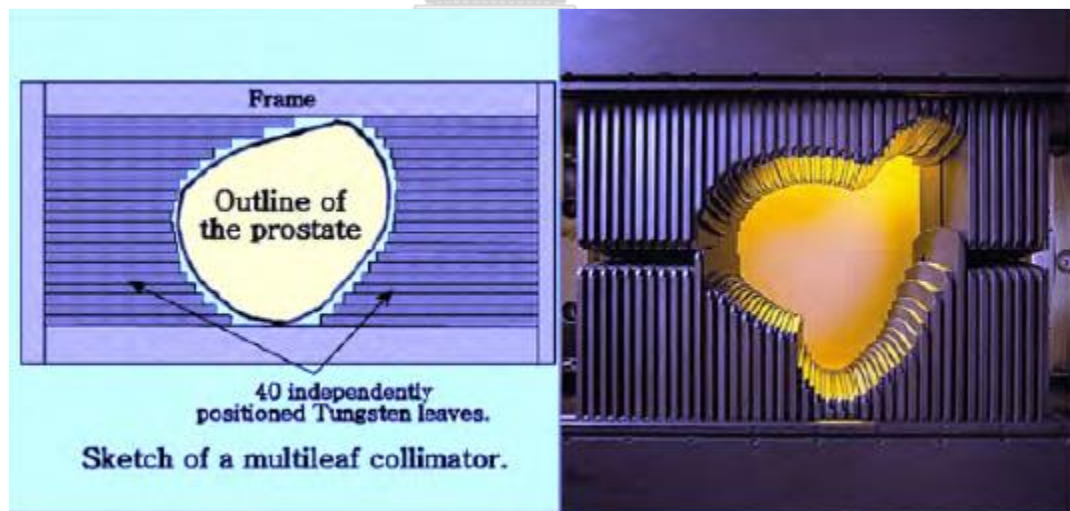 Frame
Outline of
the prostate
40 independently
positioned Tungsten leaves.
Sketch of a multileaf collimator.